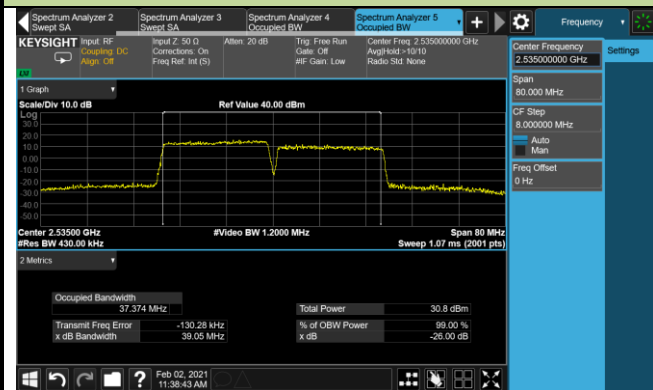 Spectrum Analyzer 2
Swept SA
Spectrum Analyzer 3
Swept SA
Spectrum Analyzer 4
Occupied BW
Spectrum Analyzer 5
Occupied BW
+
Frequency
KEYSIGHT
Input: RF
Coupling: DC
Align: Off
Input Z: 50 Ω
Corrections: On
Freq Ref: Int (S)
Atten: 20 dB
Trig: Free Run
Gate: Off
#IF Gain: Low
Center Freq: 2.535000000 GHz
Avg|Hold:>10/10
Radio Std: None
Center Frequency
2.535000000 GHz
Settings
Span
80.000 MHz
CF Step
8.000000 MHz
Auto
Man
Freq Offset
0 Hz
1 Graph
Scale/Div 10.0 dB
Ref Value 40.00 dBm
Log
30.0
20.0
10.0
0.00
-10.0
-20.0
-30.0
-40.0
-50.0
Center 2.53500 GHz
#Video BW 1.2000 MHz
Span 80 MHz
#Res BW 430.00 kHz
Sweep 1.07 ms (2001 pts)
2 Metrics
Occupied Bandwidth
37.374 MHz
Total Power
30.8 dBm
Transmit Freq Error
-130.28 kHz
% of OBW Power
99.00 %
x dB Bandwidth
39.05 MHz
x dB
-26.00 dB
?
Feb 02, 2021
11:38:43 AM